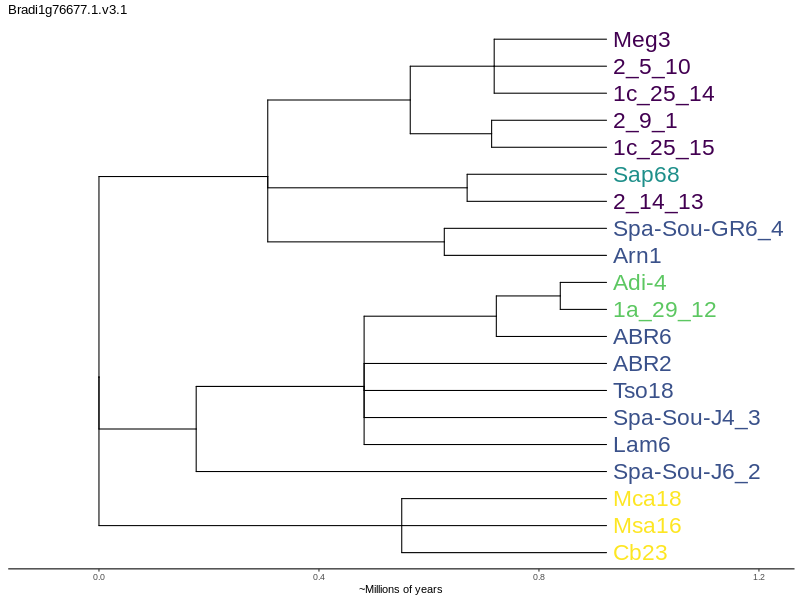 Bradi1g76677.1.v3.1
Meg3
2_5_10
1c_25_14
2_9_1
1c_25_15
Sap68
2_14_13
Spa-Sou-GR6_4
Arn1
Adi-4
1a_29_12
ABR6
ABR2
Tso18
Spa-Sou-J4_3
Lam6
Spa-Sou-J6_2
Mca18
Msa16
Cb23
0.0 0.4 0.8 1.2
~Millions of years